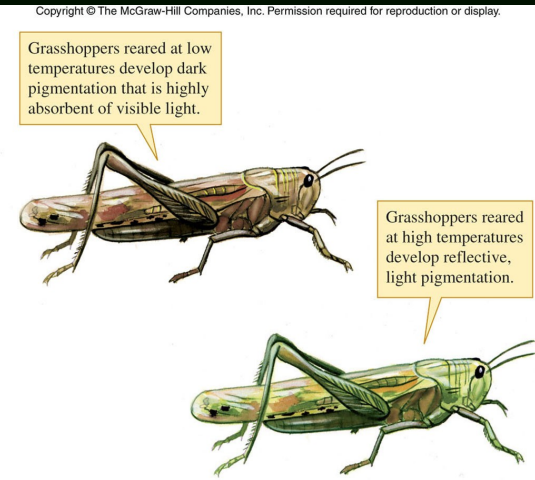 Copyright © The McGraw-Hill Companies, Inc. Permission required for reproduction or display.
Grasshoppers reared at low
temperatures develop dark
pigmentation that is highly
absorbent of visible light.
Grasshoppers reared
at high temperatures
develop reflective,
light pigmentation.